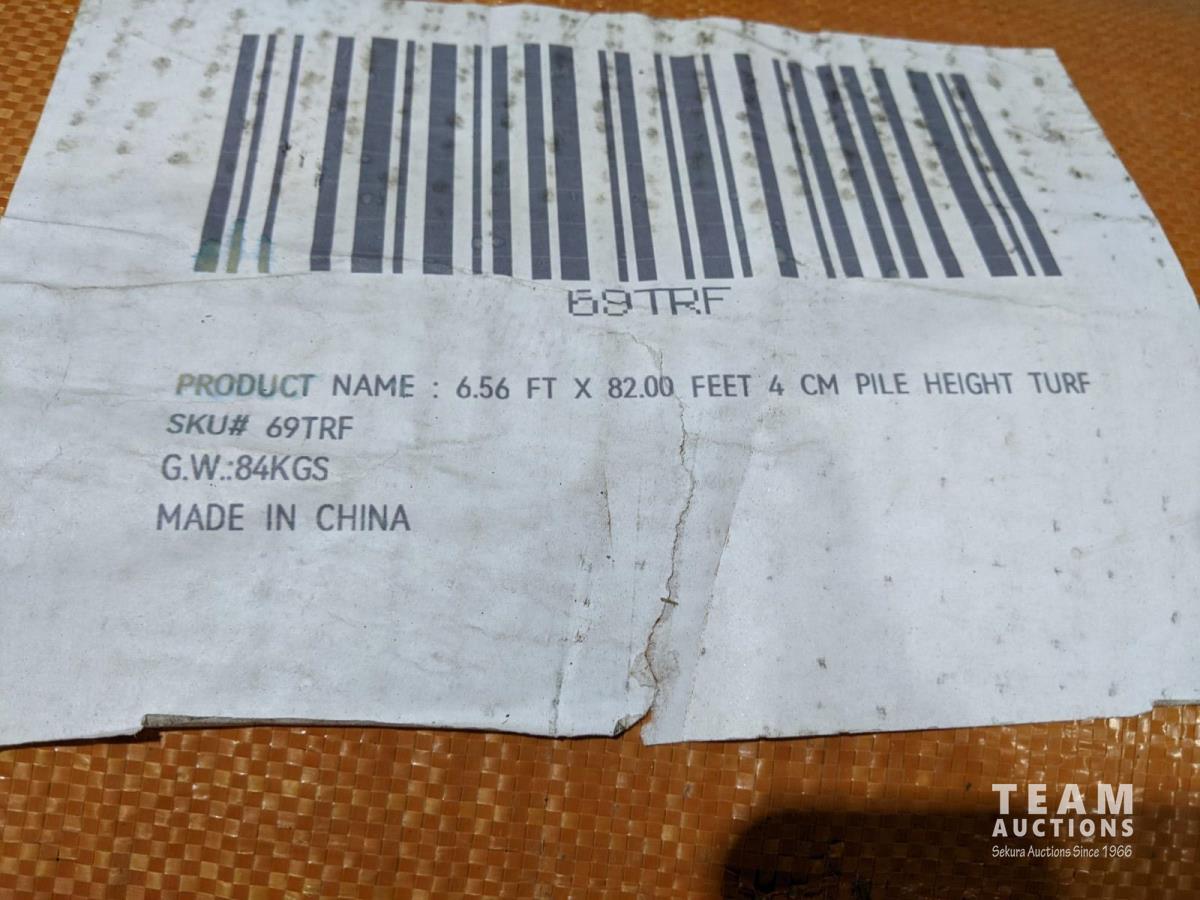 69TRF
PRODUCT NAME : 6.56 FT X 82.00 FEET 4 CM PILE HEIGHT TURF
SKU# 69TRF
G.W.:84KGS
MADE IN CHINA
TEAM
AUCTIONS
Sekura Auctions Since 1966